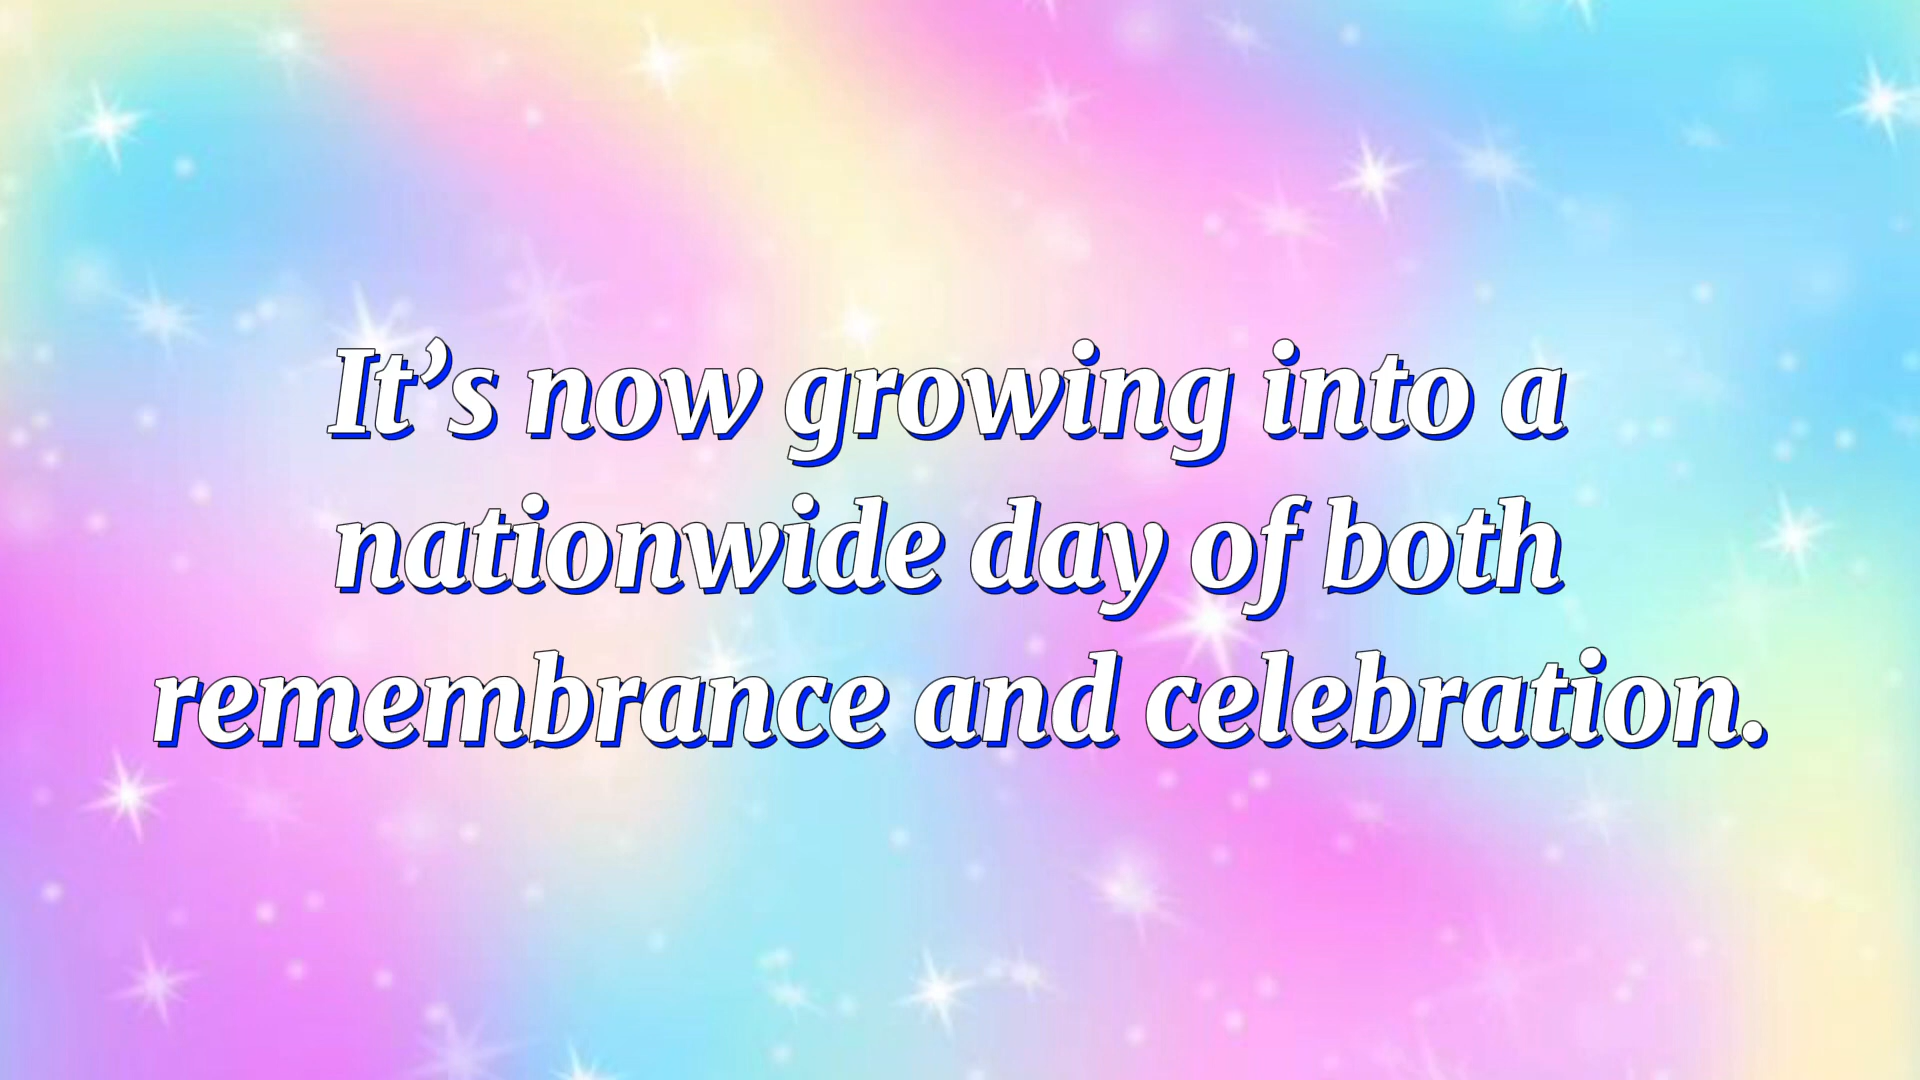 It’s now growing into a
nationwide day of both
remembrance and celebration.